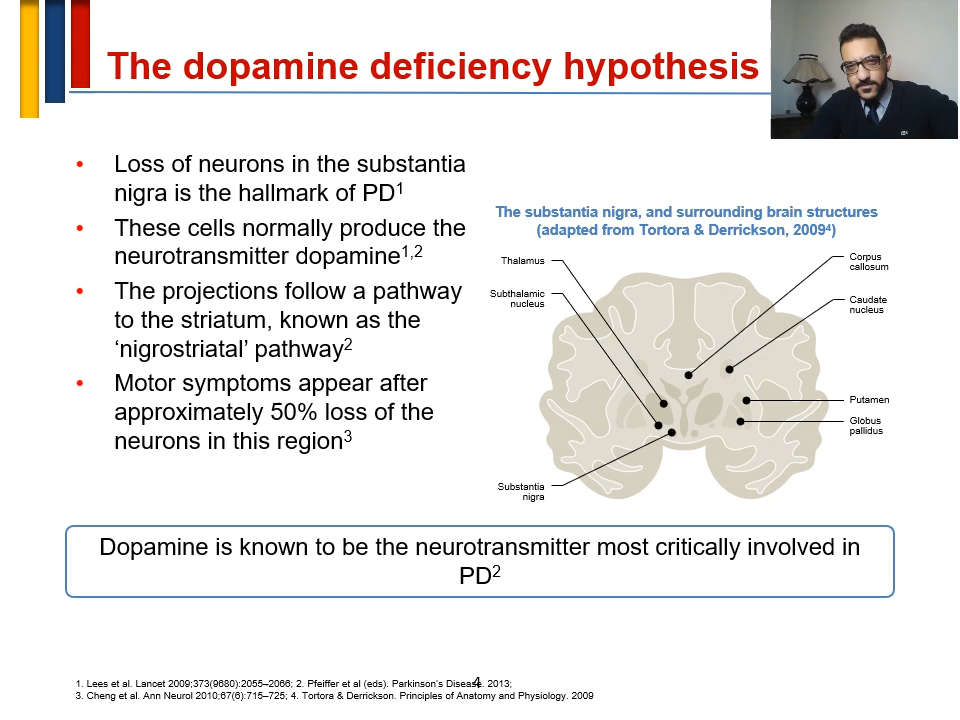 The dopamine deficiency hypothesis
• Loss of neurons in the substantia
nigra is the hallmark of PD1
• These cells normally produce the
neurotransmitter dopamine1,2
• The projections follow a pathway
to the striatum, known as the
‘nigrostriatal’ pathway2
• Motor symptoms appear after
approximately 50% loss of the
neurons in this region3
The substantia nigra, and surrounding brain structures
(adapted from Tortora & Derrickson, 20094)
Thalamus
Subthalamic
nucleus
Substantia
nigra
Corpus
callosum
Caudate
nucleus
Putamen
Globus
pallidus
Dopamine is known to be the neurotransmitter most critically involved in
PD2
1. Lees et al. Lancet 2009;373(9680):2055–2066; 2. Pfeiffer et al (eds). Parkinson's Disease. 2013;
3. Cheng et al. Ann Neurol 2010;67(6):715–725; 4. Tortora & Derrickson. Principles of Anatomy and Physiology. 2009
4